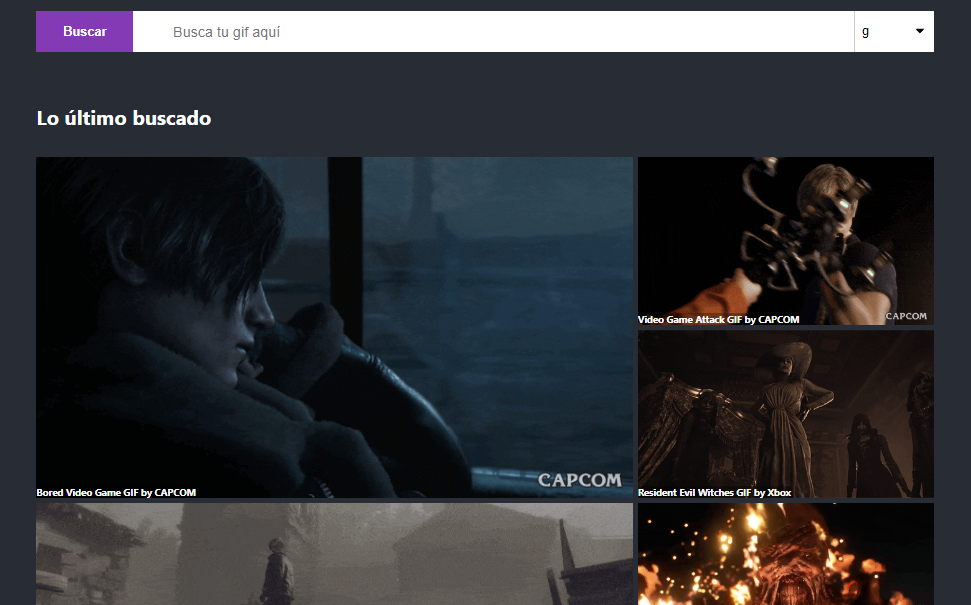 Buscar
Busca tu gif aquí
g
Lo último buscado
CAPCOM
Bored Video Game GIF by CAPCOM
CAPCOM
Video Game Attack GIF by CAPCOM
Resident Evil Witches GIF by Xbox